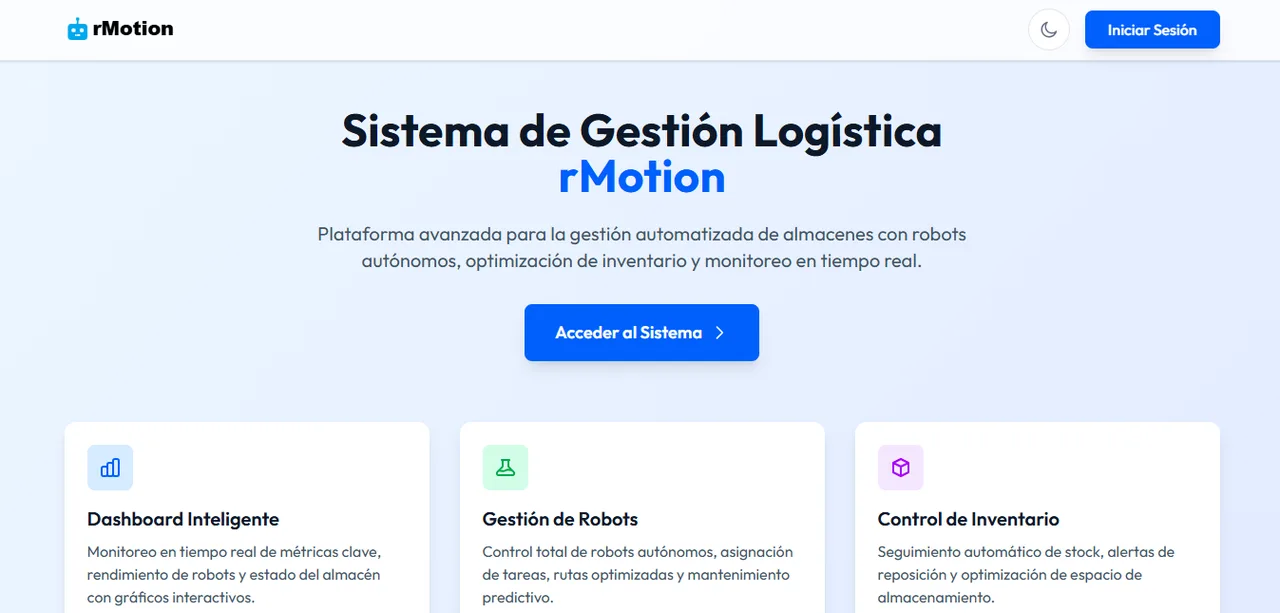 rMotion
Iniciar Sesión
Sistema de Gestión Logística
rMotion
Plataforma avanzada para la gestión automatizada de almacenes con robots
autónomos, optimización de inventario y monitoreo en tiempo real.
Acceder al Sistema
Dashboard Inteligente
Monitoreo en tiempo real de métricas clave,
rendimiento de robots y estado del almacén
con gráficos interactivos.
Gestión de Robots
Control total de robots autónomos, asignación
de tareas, rutas optimizadas y mantenimiento
predictivo.
Control de Inventario
Seguimiento automático de stock, alertas de
reposición y optimización de espacio de
almacenamiento.